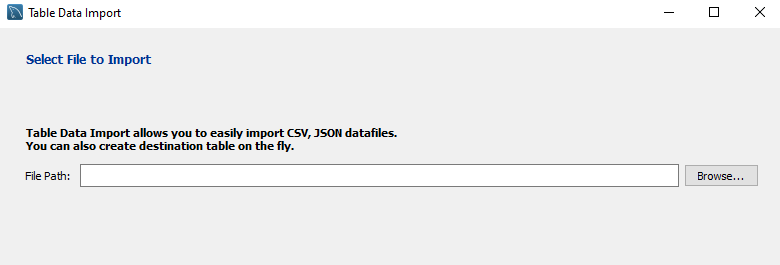 Table Data Import
Select File to Import
Table Data Import allows you to easily import CSV, JSON datafiles.
You can also create destination table on the fly.
File Path:
Browse...